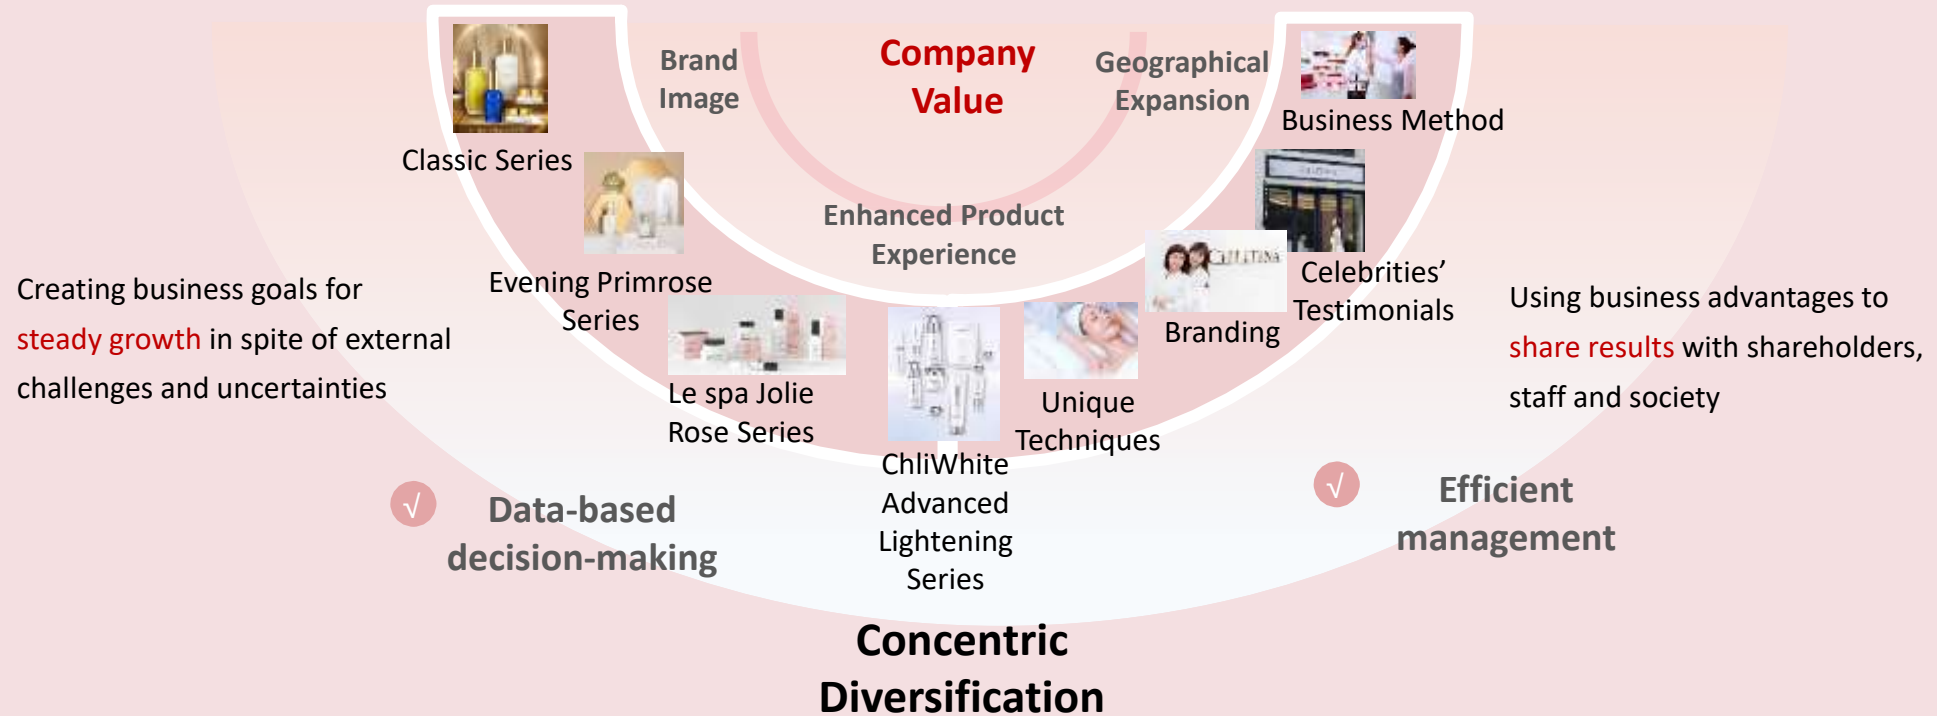 Company
Value
Brand
Image
Geographical
Expansion
Enhanced Product
Experience
Classic Series
Evening Primrose
Series
Le spa Jolie
Rose Series
ChliWhite
Advanced
Lightening
Series
Unique
Techniques
Branding
Celebrities’
Testimonials
Business Method
Creating business goals for
steady growth in spite of external
challenges and uncertainties
Using business advantages to
share results with shareholders,
staff and society
√
Data-based
decision-making
√
Efficient
management
Concentric
Diversification